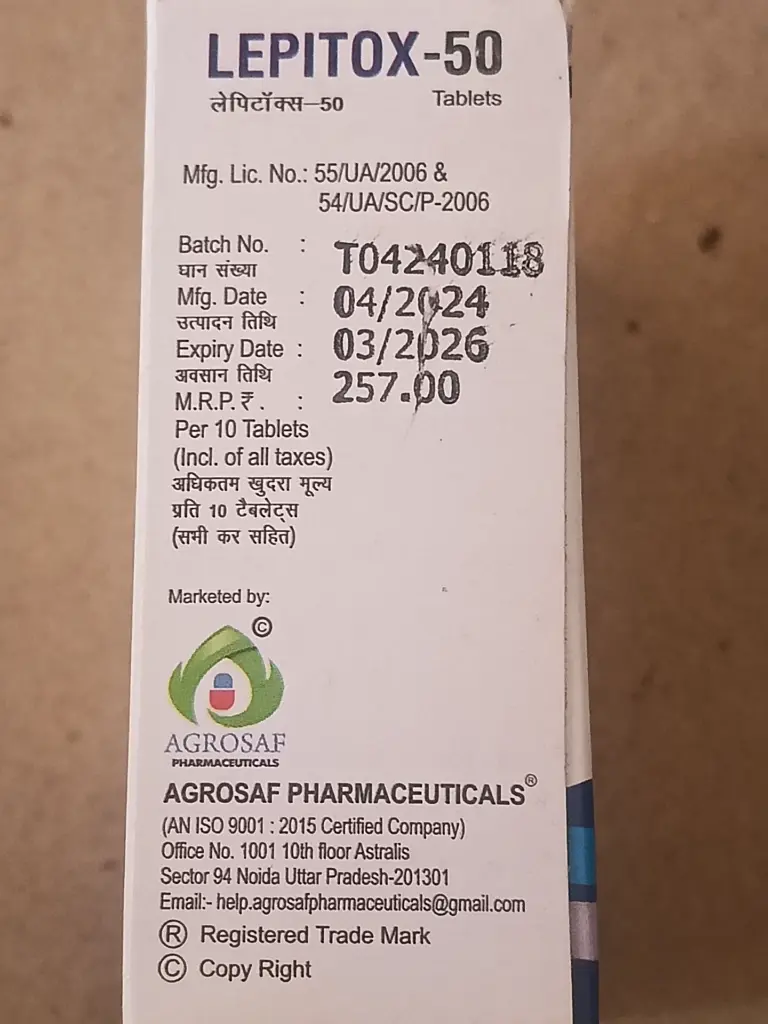 LEPITOX-50
लेपिटॉक्स–50 Tablets
Mfg. Lic. No.: 55/UA/2006 &
54/UA/SC/P-2006
Batch No. : T04240118
घान संख्या
Mfg. Date : 04/2024
उत्पादन तिथि
Expiry Date : 03/2026
अवसान तिथि
M.R.P.₹ . : 257.00
Per 10 Tablets
(Incl. of all taxes)
अधिकतम खुदरा मूल्य
प्रति 10 टैबलेट्स
(सभी कर सहित)
Marketed by:
©
AGROSAF
PHARMACEUTICALS
AGROSAF PHARMACEUTICALS®
(AN ISO 9001 : 2015 Certified Company)
Office No. 1001 10th floor Astralis
Sector 94 Noida Uttar Pradesh-201301
Email:- help.agrosafpharmaceuticals@gmail.com
® Registered Trade Mark
© Copy Right